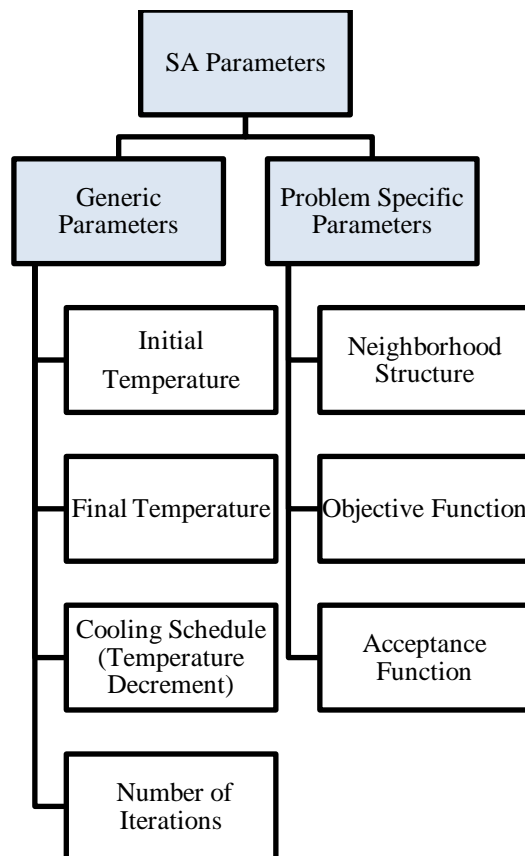 SA Parameters
Generic
Parameters
Problem Specific
Parameters
Initial
Temperature
Final Temperature
Cooling Schedule
(Temperature
Decrement)
Number of
Iterations
Neighborhood
Structure
Objective Function
Acceptance
Function